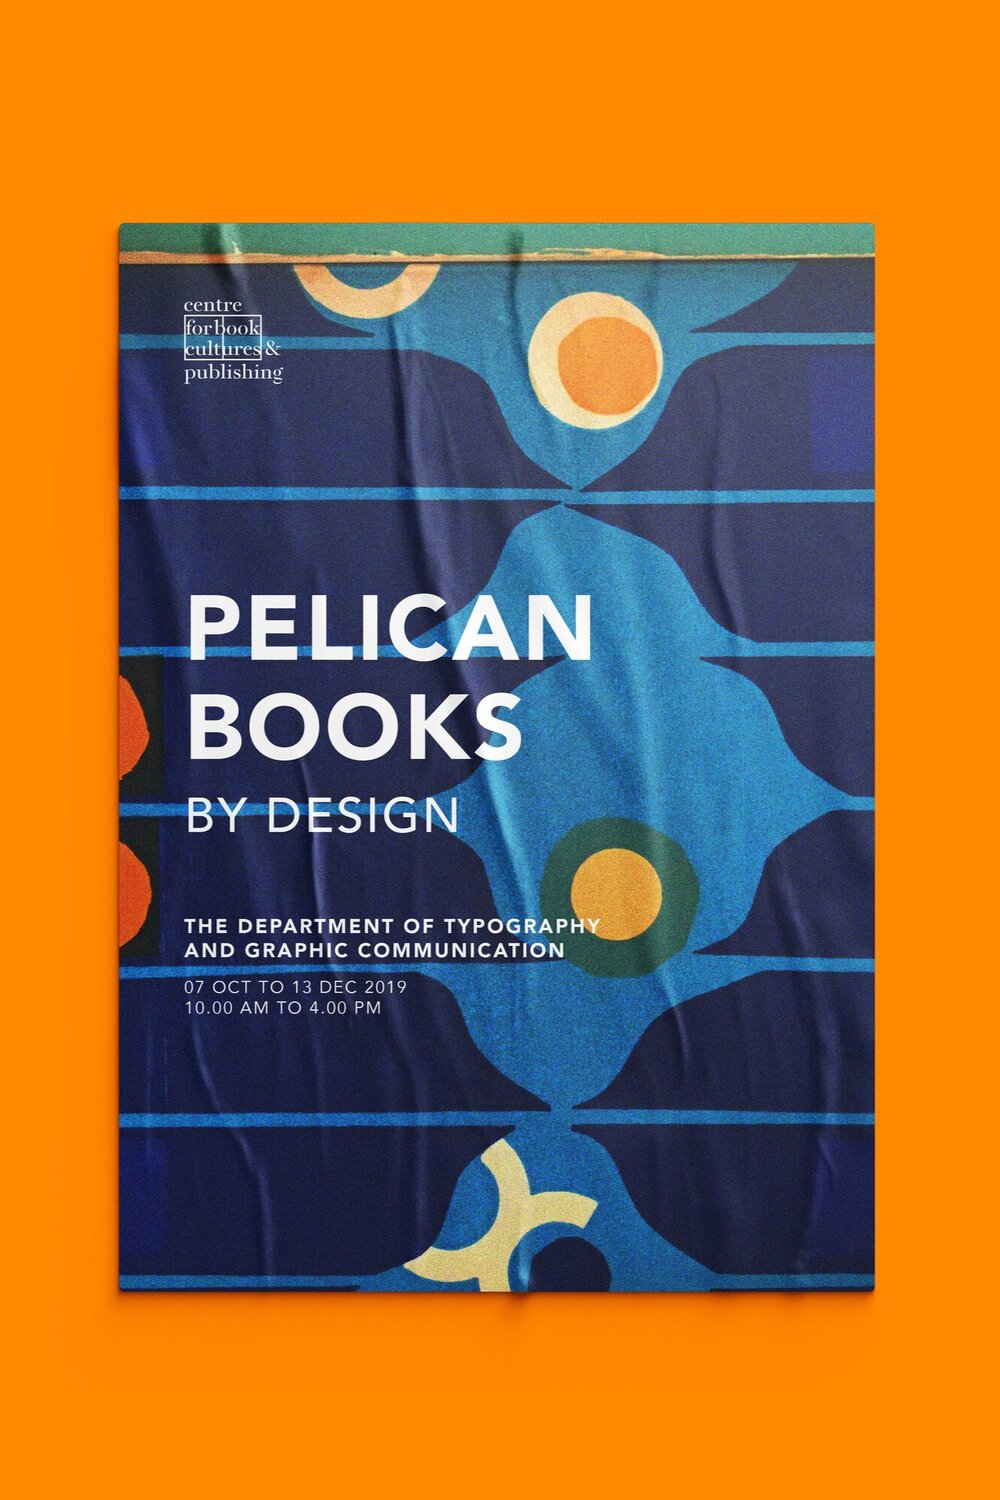 centre
for book
cultures &
publishing
PELICAN
BOOKS
BY DESIGN
THE DEPARTMENT OF TYPOGRAPHY
AND GRAPHIC COMMUNICATION
07 OCT TO 13 DEC 2019
10.00 AM TO 4.00 PM